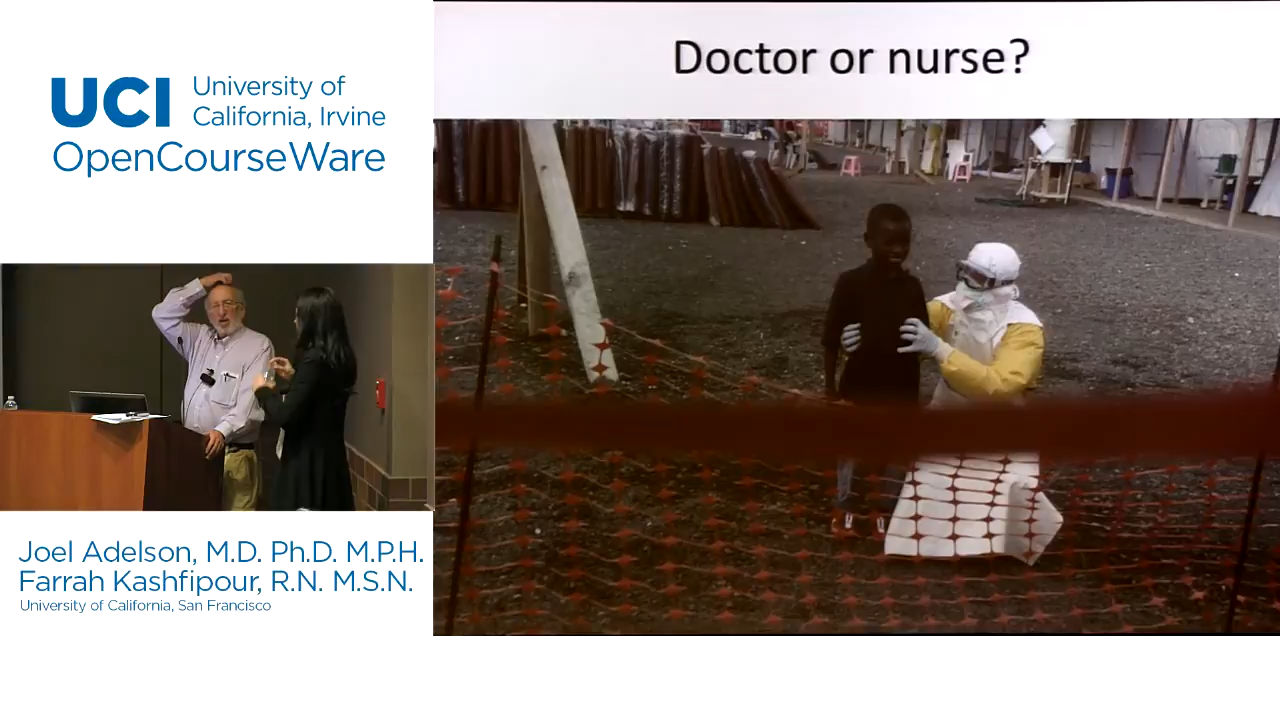 UCI University of
California, Irvine
OpenCourseWare
Doctor or nurse?
Joel Adelson, M.D. Ph.D. M.P.H.
Farrah Kashfipour, R.N. M.S.N.
University of California, San Francisco